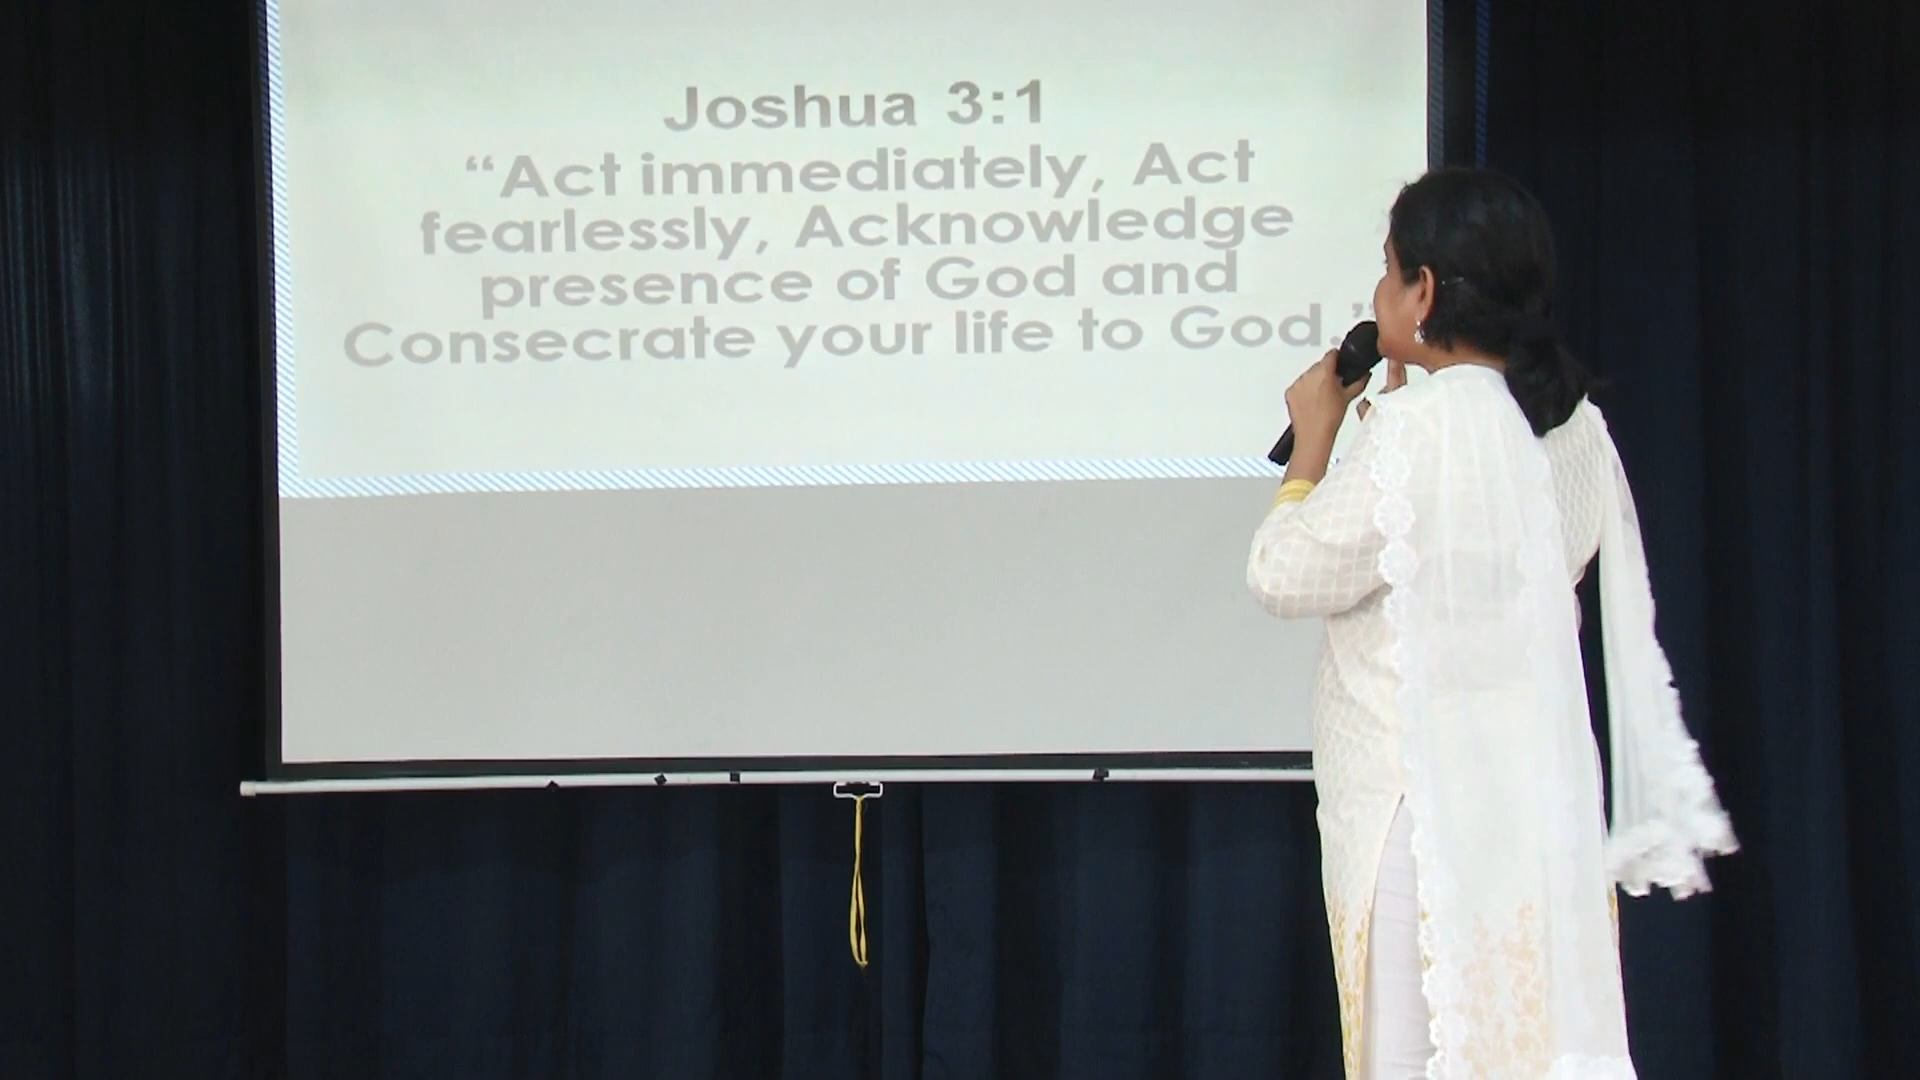 Joshua 3:1
“Act immediately, Act
fearlessly, Acknowledge
presence of God and
Consecrate your life to God.”